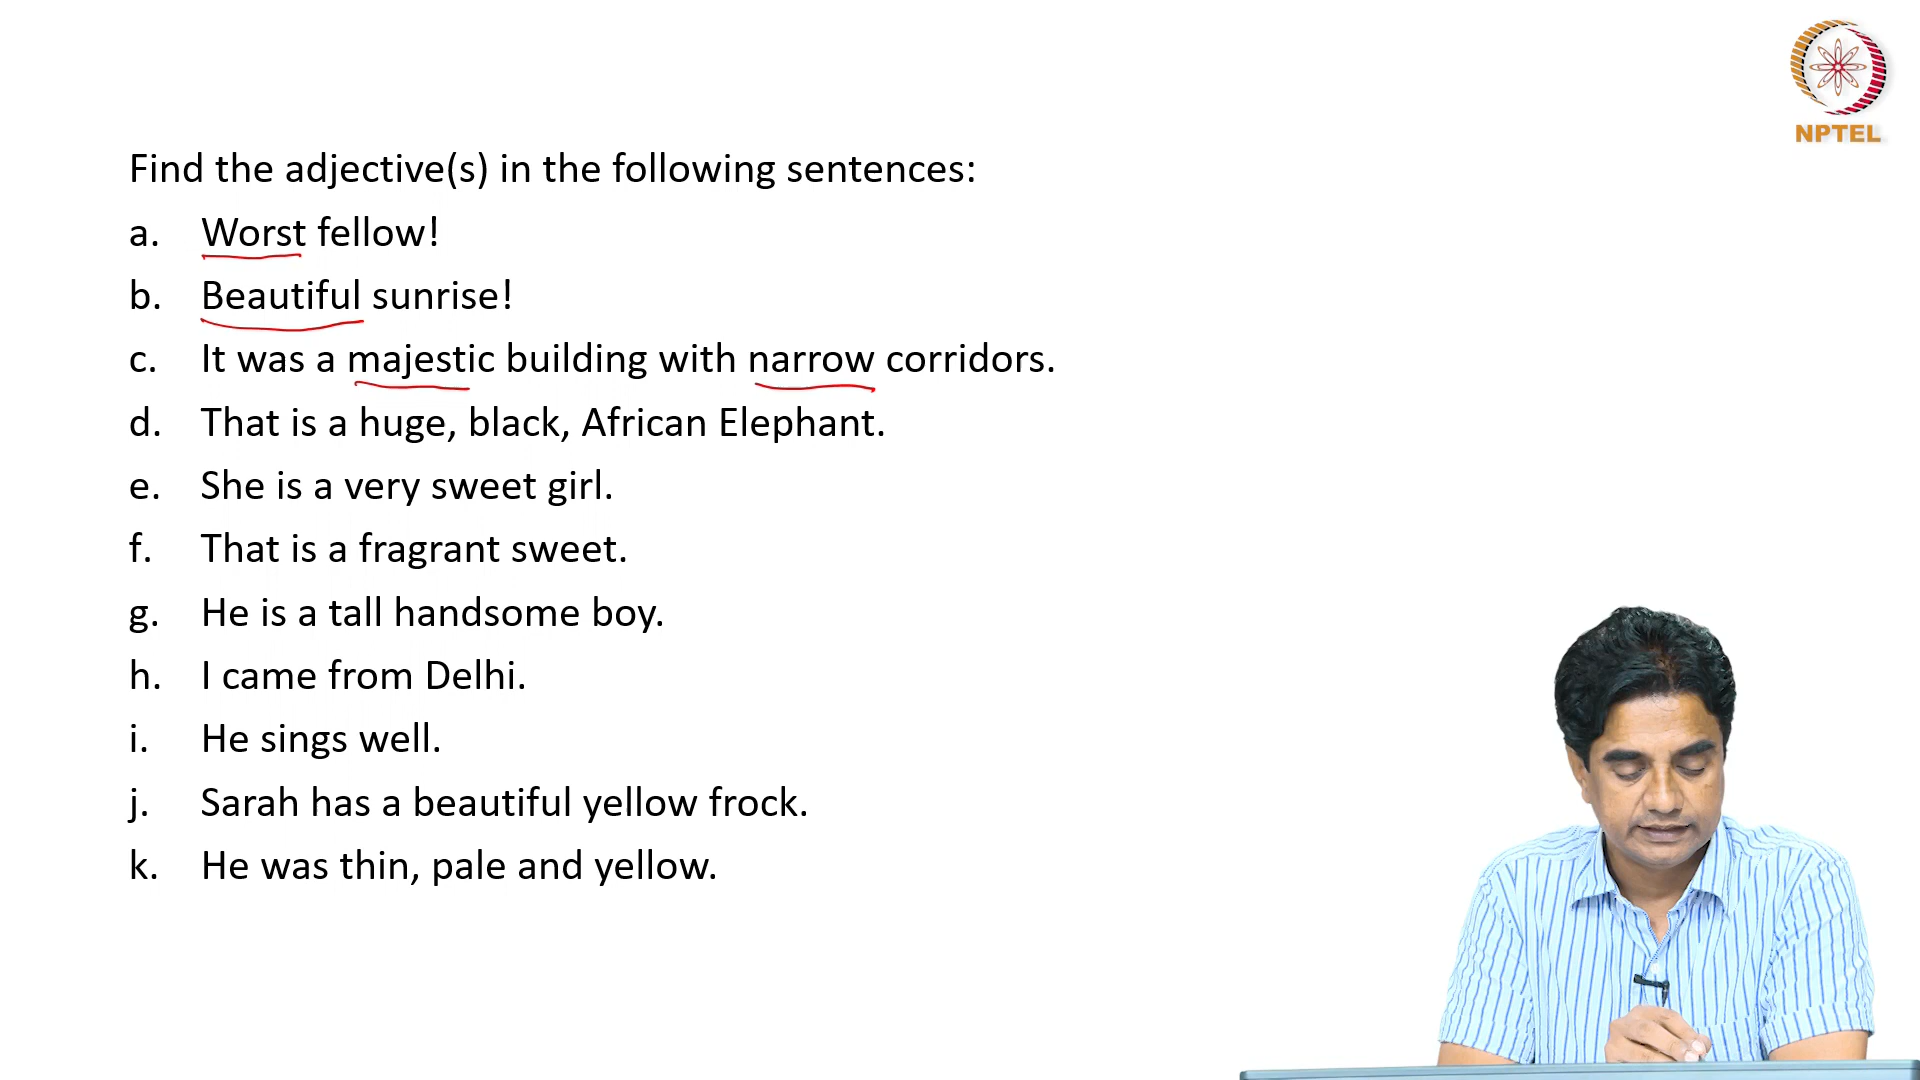 NPTEL
Find the adjective(s) in the following sentences:
a. Worst fellow!
b. Beautiful sunrise!
c. It was a majestic building with narrow corridors.
d. That is a huge, black, African Elephant.
e. She is a very sweet girl.
f. That is a fragrant sweet.
g. He is a tall handsome boy.
h. I came from Delhi.
i. He sings well.
j. Sarah has a beautiful yellow frock.
k. He was thin, pale and yellow.